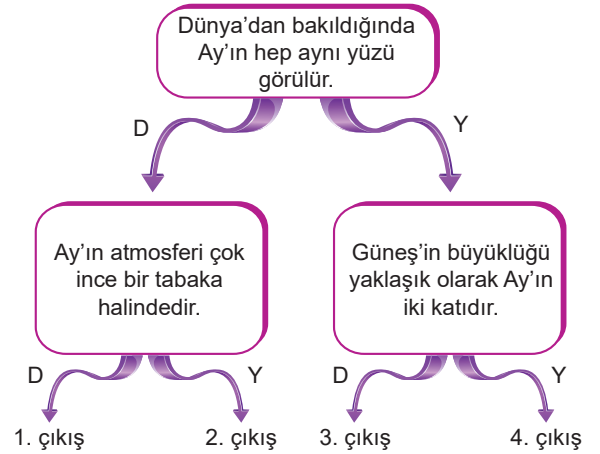 Dünya’dan bakıldığında
Ay’ın hep aynı yüzü
görülür.
D
Y
Ay’ın atmosferi çok
ince bir tabaka
halindedir.
Güneş’in büyüklüğü
yaklaşık olarak Ay’ın
iki katıdır.
D
Y
D
Y
1. çıkış
2. çıkış
3. çıkış
4. çıkış